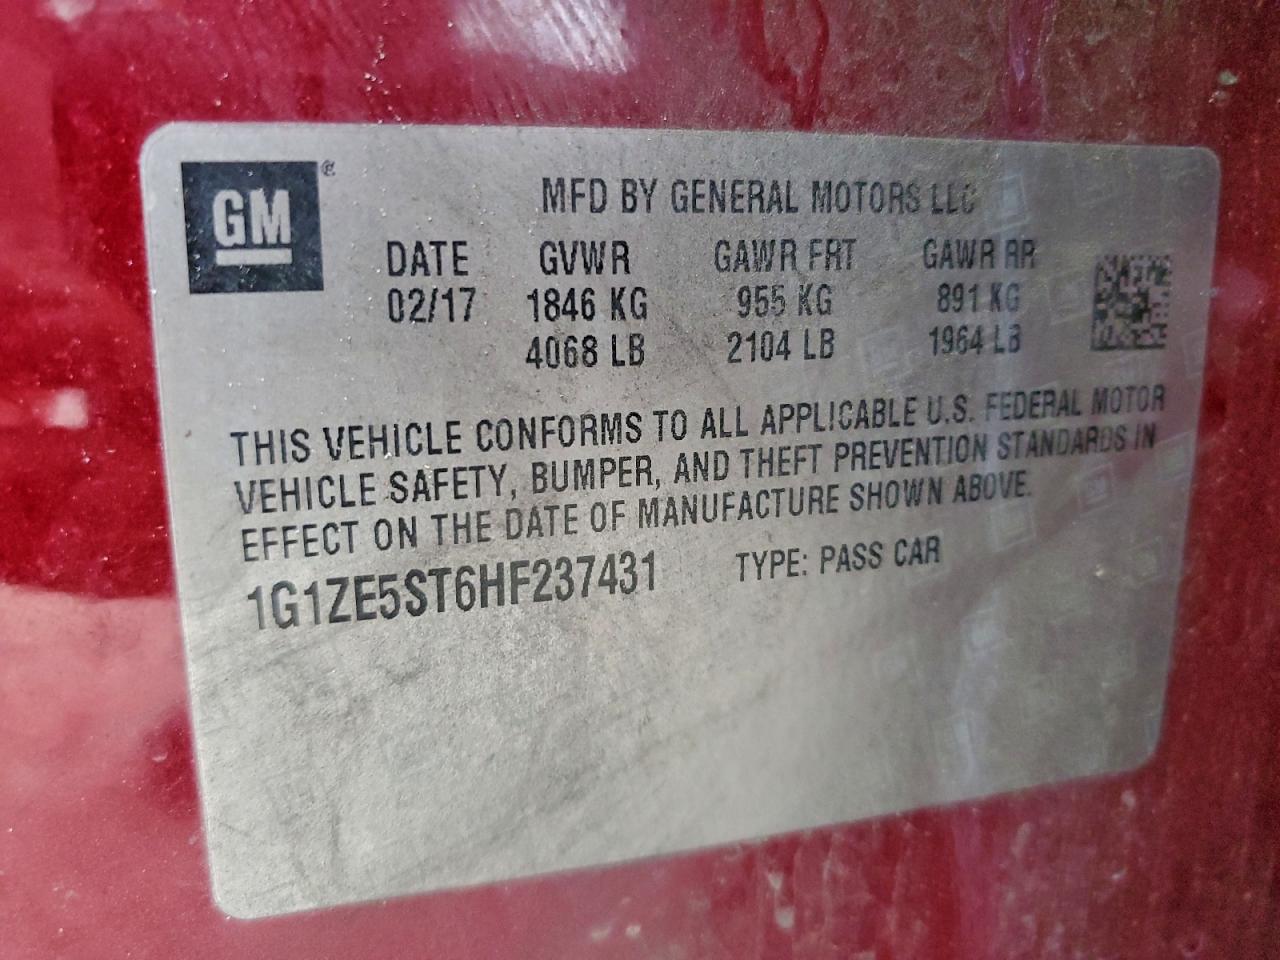 GM
MFD BY GENERAL MOTORS LLC
DATE GVWR GAWR FRT GAWR RR
02/17 1846 KG 955 KG 891 KG
4068 LB 2104 LB 1964 LB
THIS VEHICLE CONFORMS TO ALL APPLICABLE U.S. FEDERAL MOTOR
VEHICLE SAFETY, BUMPER, AND THEFT PREVENTION STANDARDS IN
EFFECT ON THE DATE OF MANUFACTURE SHOWN ABOVE.
1G1ZE5ST6HF237431 TYPE: PASS CAR